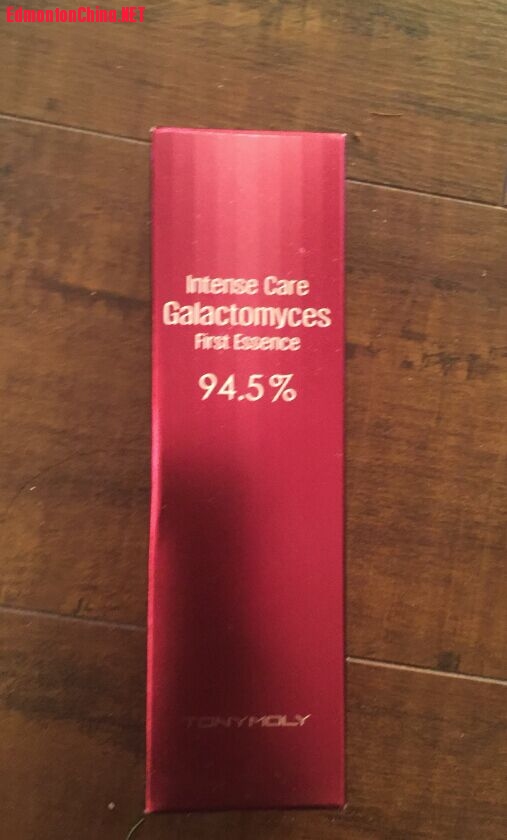 EdmontonChina.NET
Intense Care
Galactomyces
First Essence
94.5%
TONYMOLY